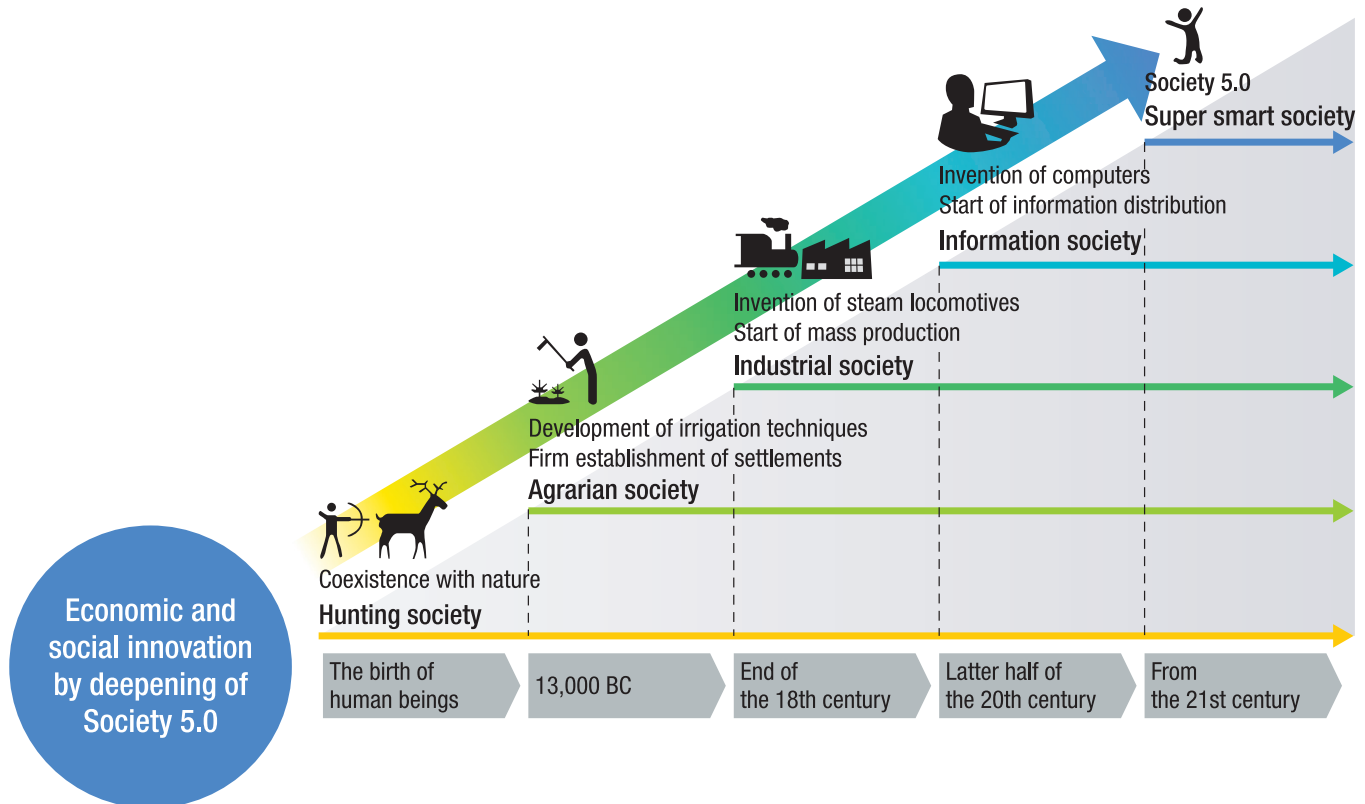 Society 5.0
Super smart society
Invention of computers
Start of information distribution
Information society
Invention of steam locomotives
Start of mass production
Industrial society
Development of irrigation techniques
Firm establishment of settlements
Agrarian society
Coexistence with nature
Hunting society
Economic and
social innovation
by deepening of
Society 5.0
The birth of
human beings
13,000 BC
End of
the 18th century
Latter half of
the 20th century
From
the 21st century